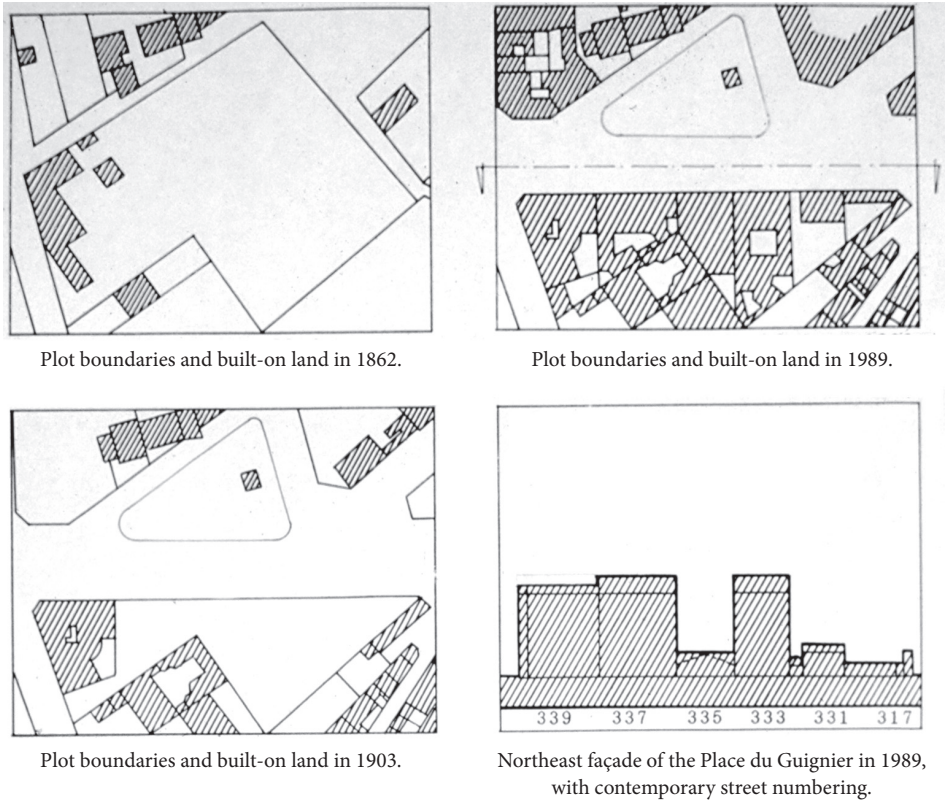 Plot boundaries and built-on land in 1862.
Plot boundaries and built-on land in 1989.
Plot boundaries and built-on land in 1903.
339 337 335 333 331 317
Northeast façade of the Place du Guignier in 1989,
with contemporary street numbering.